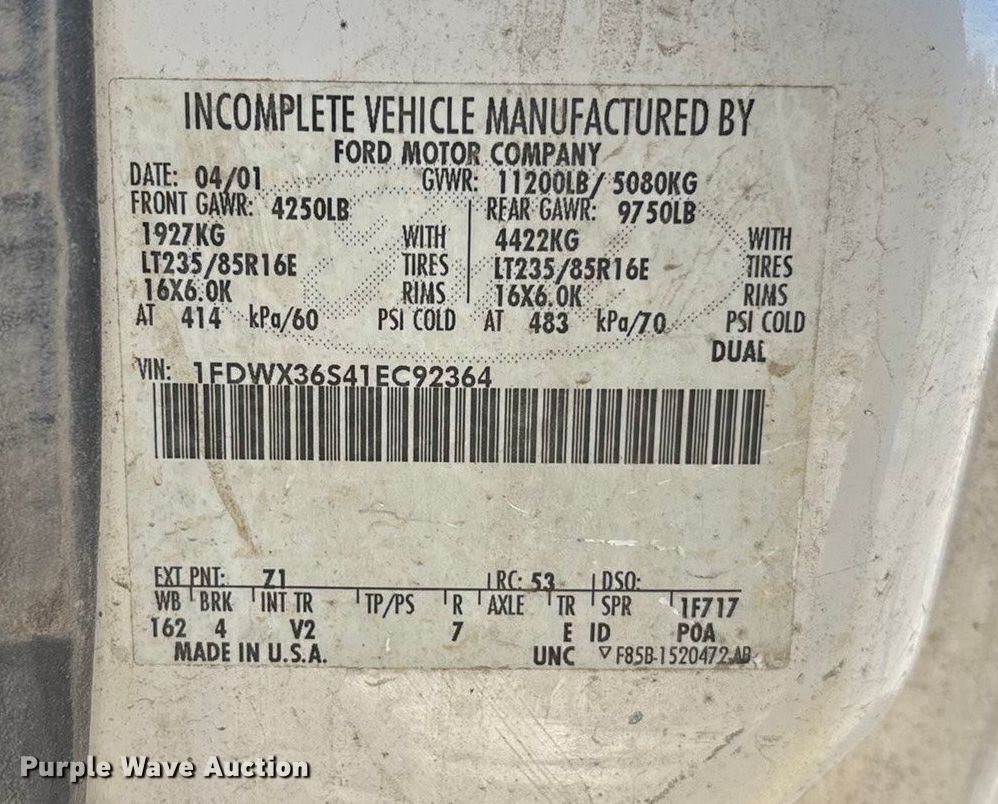 INCOMPLETE VEHICLE MANUFACTURED BY
FORD MOTOR COMPANY
DATE: 04/01 GVWR: 11200LB/ 5080KG
FRONT GAWR: 4250LB REAR GAWR: 9750LB
1927KG WITH 4422KG WITH
LT235/85R16E TIRES LT235/85R16E TIRES
16X6.0K RIMS 16X6.0K RIMS
AT 414 kPa/60 PSI COLD AT 483 kPa/70 PSI COLD
DUAL
VIN: 1FDWX36S41EC92364
EXT PNT: Z1 RC: 53 DSO:
WB BRK INT TR TP/PS R AXLE TR SPR 1F717
162 4 V2 7 E ID P0A
MADE IN U.S.A. UNC ▽ F85B-1520472-AB
Purple Wave Auction